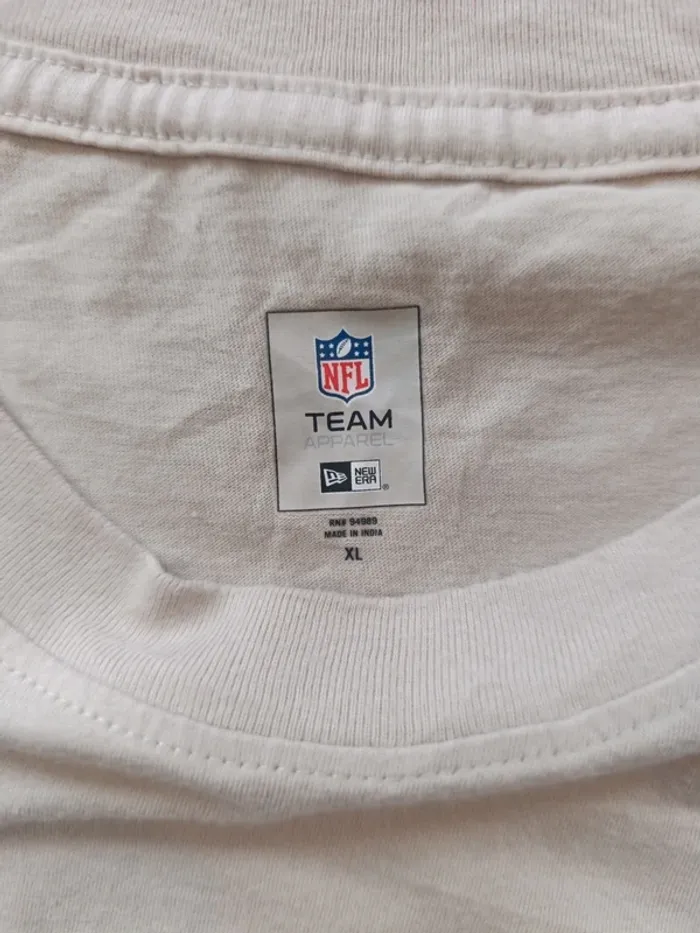 NFL
TEAM
APPAREL
NEW
ERA®
RN# 94989
MADE IN INDIA
XL